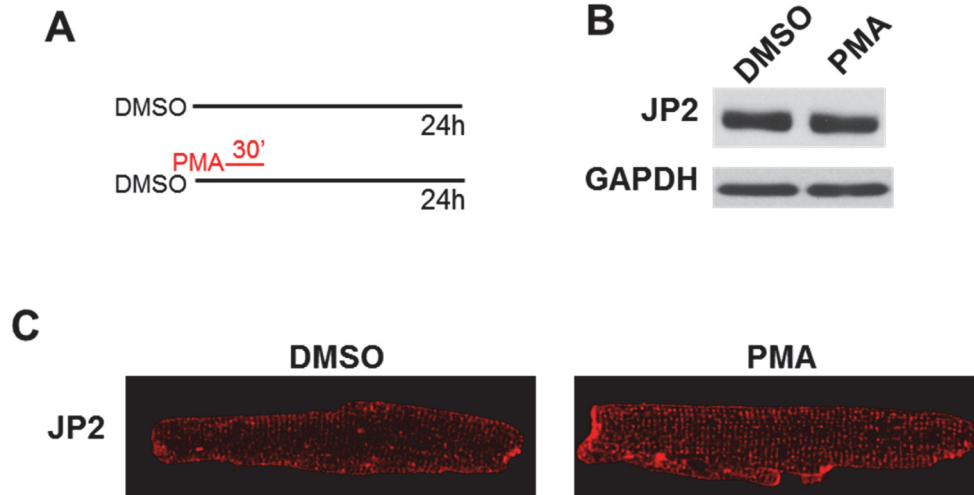 A
DMSO
24h
PMA 30’
DMSO
24h
B
DMSO PMA
JP2
GAPDH
C
DMSO PMA
JP2